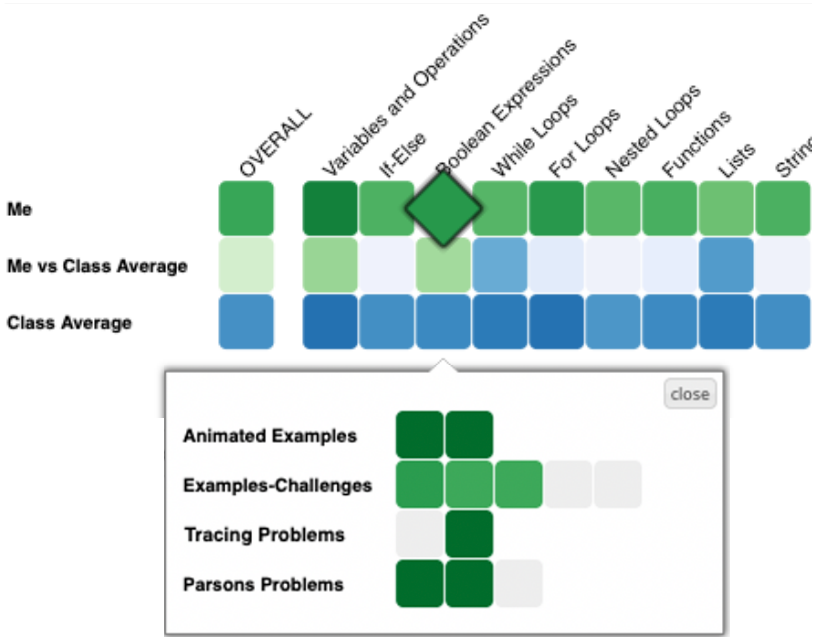 OVERALL
Variables and Operations
If-Else
Boolean Expressions
While Loops
For Loops
Nested Loops
Functions
Lists
Me
Me vs Class Average
Class Average
close
Animated Examples
Examples-Challenges
Tracing Problems
Parsons Problems